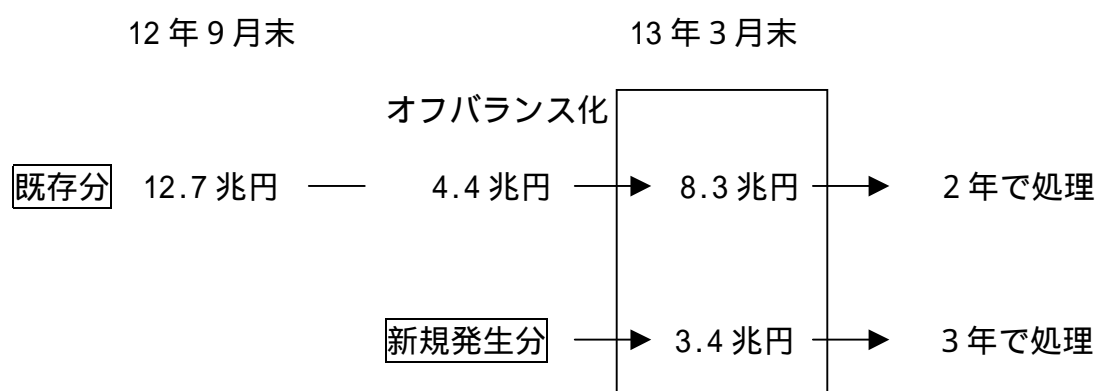 12年9月末 13年3月末
オフバランス化
既存分 12.7兆円 4.4兆円 8.3兆円 2年で処理
新規発生分 3.4兆円 3年で処理